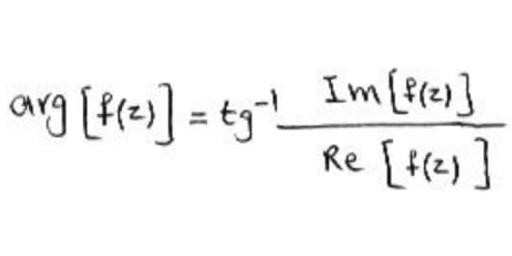 arg [f(z)] = tg⁻¹ Im [f(z)] / Re [f(z)]